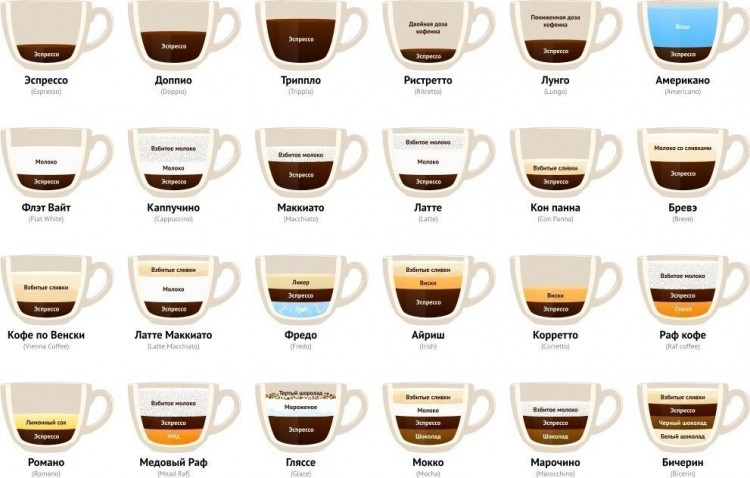 Эспрессо
Эспрессо
(Espresso)
Эспрессо
Доппио
(Doppio)
Эспрессо
Триппло
(Trippio)
Двойная доза
кофеина
Эспрессо
Ристретто
(Ritretto)
Пониженная доза
кофеина
Эспрессо
Лунго
(Lungo)
Вода
Эспрессо
Американо
(Americano)
Молоко
Эспрессо
Флэт Вайт
(Flat White)
Взбитое молоко
Молоко
Эспрессо
Каппучино
(Cappuccino)
Взбитое молоко
Эспрессо
Маккиато
(Macchiato)
Взбитое молоко
Молоко
Эспрессо
Латте
(Latte)
Взбитые сливки
Эспрессо
Кон панна
(Con Panna)
Молоко со сливками
Эспрессо
Бревэ
(Breve)
Взбитые сливки
Эспрессо
Кофе по Венски
(Vienna Coffee)
Взбитые сливки
Молоко
Эспрессо
Латте Маккиато
(Latte Macchiato)
Ликер
Эспрессо
Фредо
(Fredo)
Взбитые сливки
Виски
Эспрессо
Айриш
(Irish)
Виски
Эспрессо
Корретто
(Corretto)
Взбитое молоко
Эспрессо
Раф кофе
(Raf coffee)
Лимонный сок
Эспрессо
Романо
(Romano)
Взбитое молоко
Эспрессо
Медовый Раф
(Mead Raf)
Тертый шоколад
Мороженое
Эспрессо
Гляссе
(Glace)
Взбитые сливки
Молоко
Эспрессо
Шоколад
Мокко
(Mocha)
Взбитое молоко
Эспрессо
Шоколад
Марочино
(Marocchino)
Взбитые сливки
Эспрессо
Черный шоколад
Белый шоколад
Бичерин
(Bicerin)